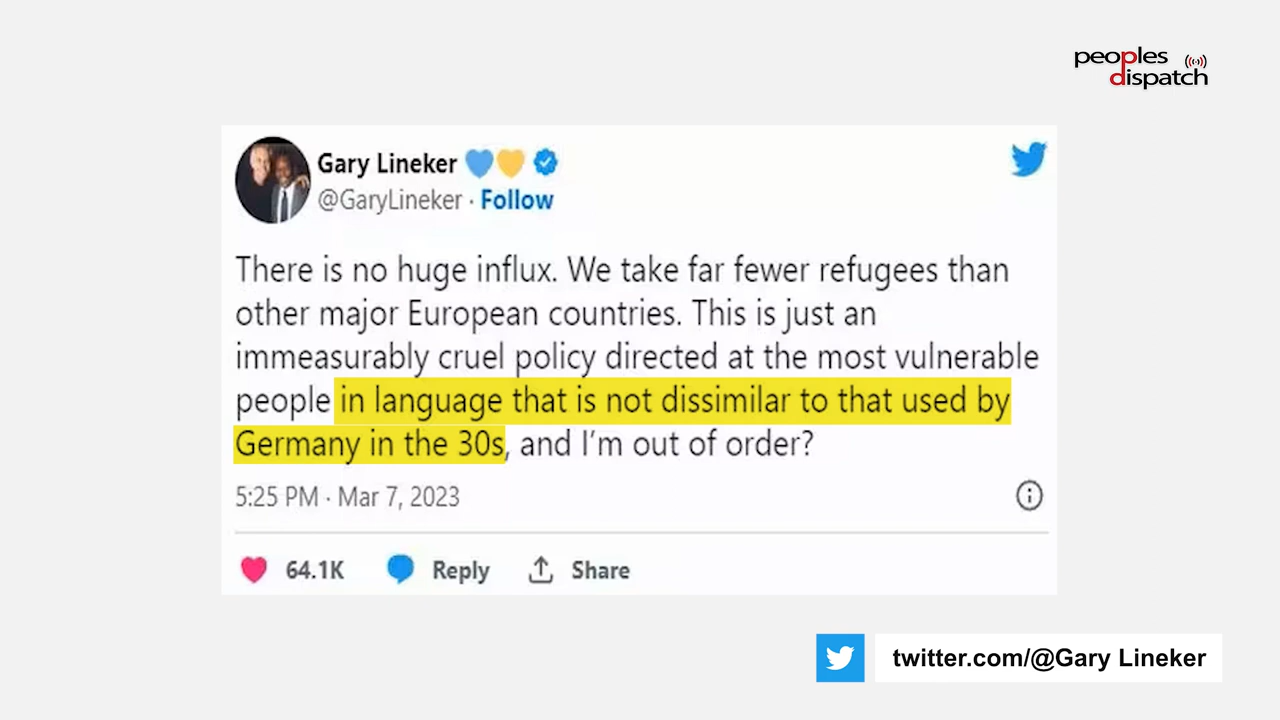 peoples
dispatch
Gary Lineker 💙💛
@GaryLineker · Follow
There is no huge influx. We take far fewer refugees than
other major European countries. This is just an
immeasurably cruel policy directed at the most vulnerable
people in language that is not dissimilar to that used by
Germany in the 30s, and I'm out of order?
5:25 PM · Mar 7, 2023
64.1K Reply Share
twitter.com/@Gary Lineker